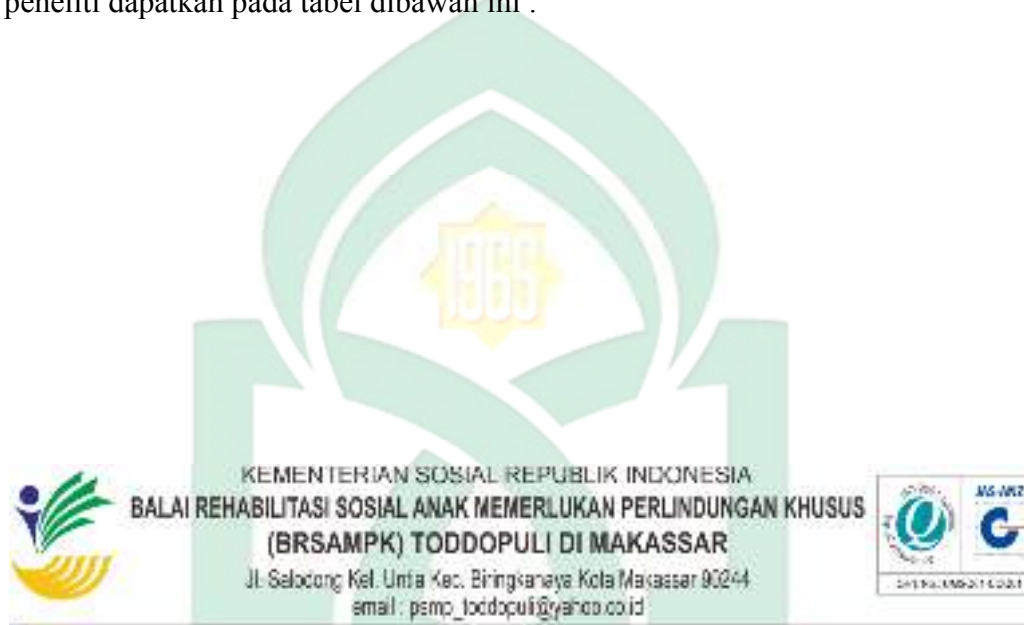 peneliti dapatkan pada tabel dibawah ini :
1965
KEMENTERIAN SOSIAL REPUBLIK INDONESIA
BALAI REHABILITASI SOSIAL ANAK MEMERLUKAN PERLINDUNGAN KHUSUS
(BRSAMPK) TODDOPULI DI MAKASSAR
Jl. Salodong Kel. Untia Kec. Biringkanaya Kota Makassar 90244
email : psmp_toddopuli@yahoo.co.id